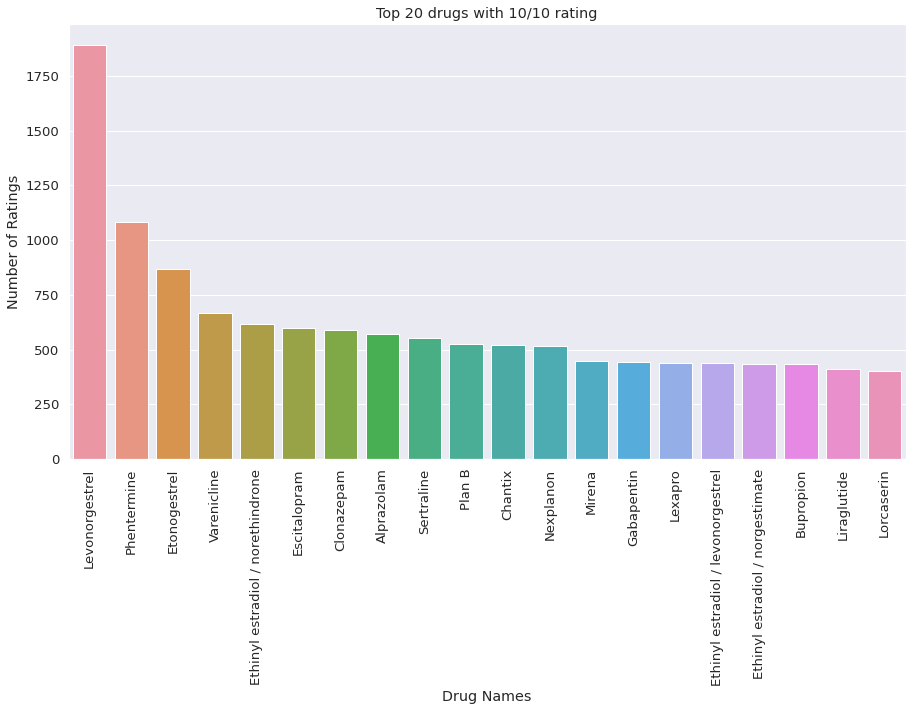 Top 20 drugs with 10/10 rating
Number of Ratings
1750
1500
1250
1000
750
500
250
0
Levonorgestrel
Phentermine
Etonogestrel
Varenicline
Ethinyl estradiol / norethindrone
Escitalopram
Clonazepam
Alprazolam
Sertraline
Plan B
Chantix
Nexplanon
Mirena
Gabapentin
Lexapro
Ethinyl estradiol / levonorgestrel
Ethinyl estradiol / norgestimate
Bupropion
Liraglutide
Lorcaserin
Drug Names